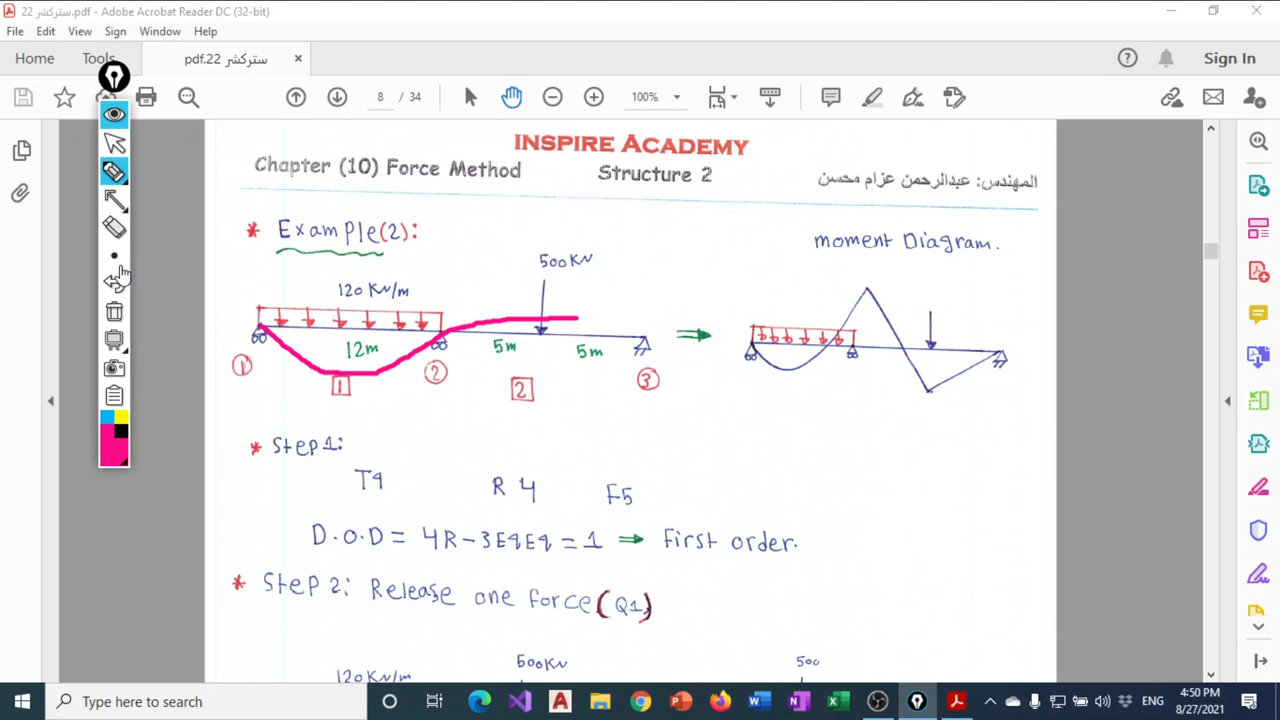 22 ستركشر.pdf - Adobe Acrobat Reader DC (32-bit)
File Edit View Sign Window Help
Home Tools
22 ستركشر.pdf ×
Sign In
8 / 34
100%
INSPIRE ACADEMY
Chapter (10) Force Method
Structure 2
المهندس: عبدالرحمن عزام محسن
* Example(2):
moment Diagram.
500KN
120 KN/m
12m
5m
5m
1
2
3
1
2
* Step1:
T9
R 4
F5
D.O.D = 4R-3EqEq = 1 ⇒ First order.
* Step 2: Release one force (Q1)
120 KN/m
500KN
500
Type here to search
ENG
4:50 PM
8/27/2021